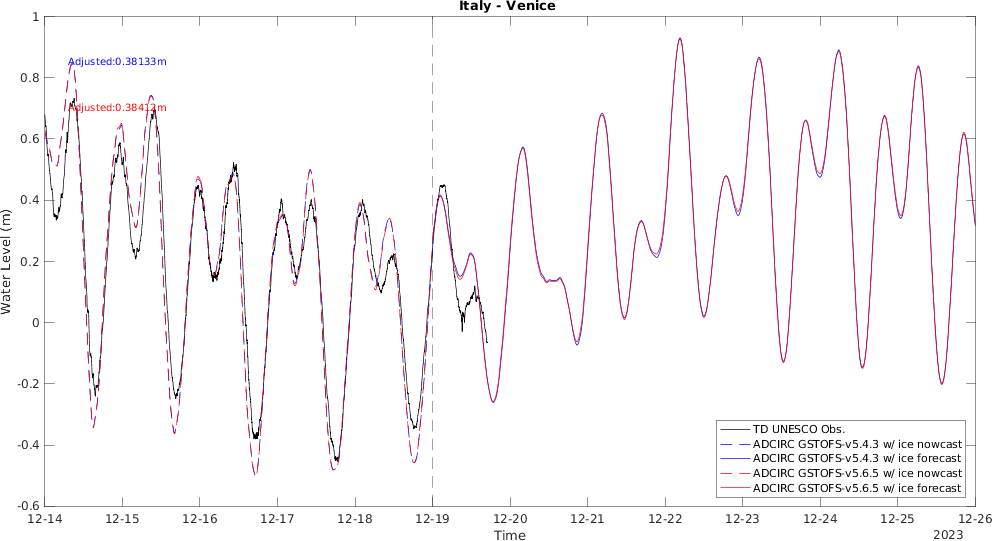 Italy - Venice
Water Level (m)
1
0.8
0.6
0.4
0.2
0
-0.2
-0.4
-0.6
Adjusted:0.38133m
Adjusted:0.38412m
TD UNESCO Obs.
ADCIRC GSTOFS-v5.4.3 w/ ice nowcast
ADCIRC GSTOFS-v5.4.3 w/ ice forecast
ADCIRC GSTOFS-v5.6.5 w/ ice nowcast
ADCIRC GSTOFS-v5.6.5 w/ ice forecast
12-14 12-15 12-16 12-17 12-18 12-19 12-20 12-21 12-22 12-23 12-24 12-25 12-26
Time
2023